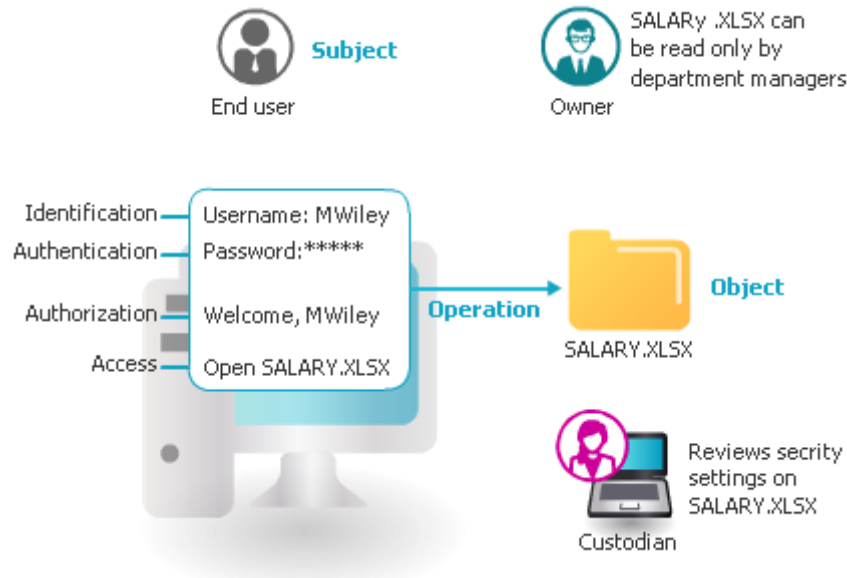 Subject
End user
SALARy .XLSX can
be read only by
department managers
Owner
Identification
Username: MWiley
Authentication
Password:*****
Authorization
Welcome, MWiley
Access
Open SALARY.XLSX
Operation
Object
SALARY.XLSX
Reviews secrity
settings on
SALARY.XLSX
Custodian